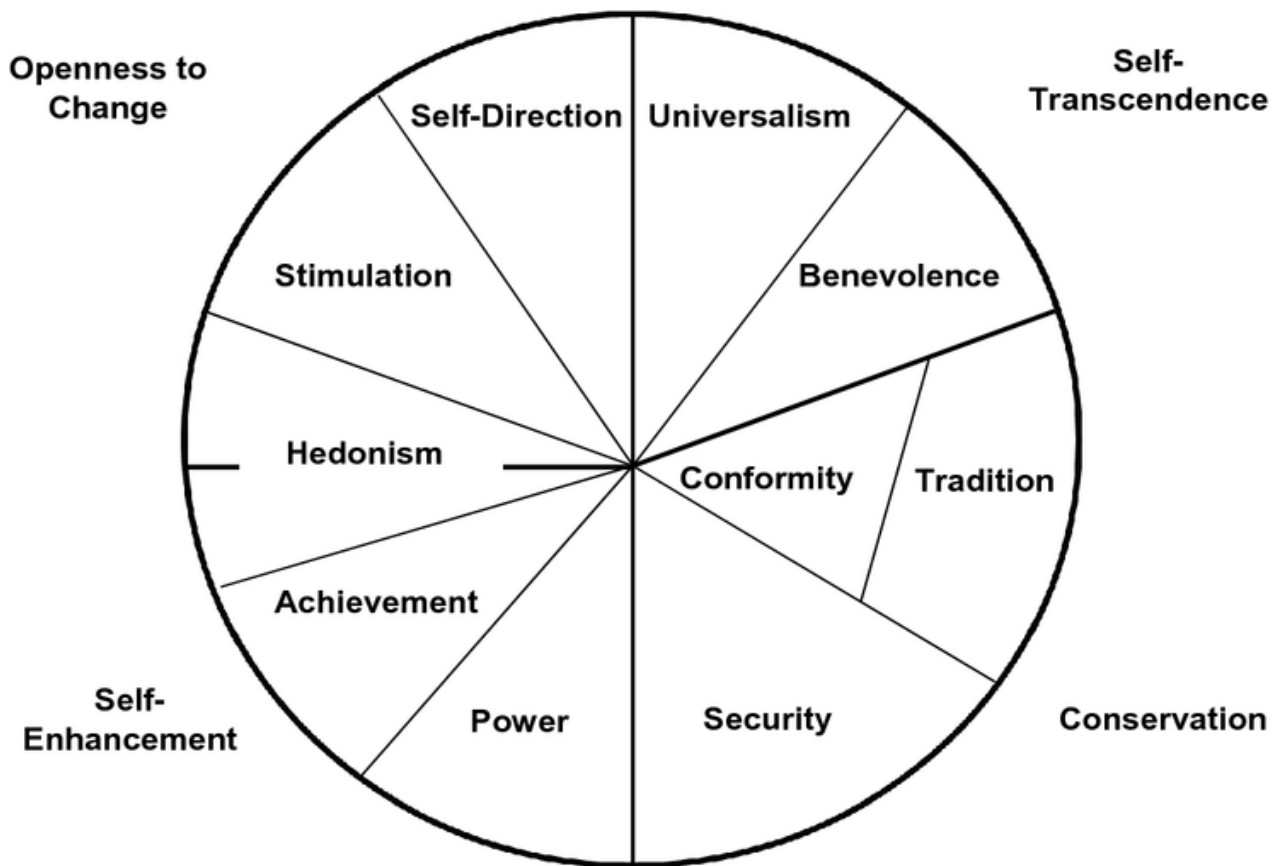 Openness to
Change
Self-
Transcendence
Self-Direction
Universalism
Stimulation
Benevolence
Hedonism
Conformity
Tradition
Achievement
Self-
Enhancement
Power
Security
Conservation